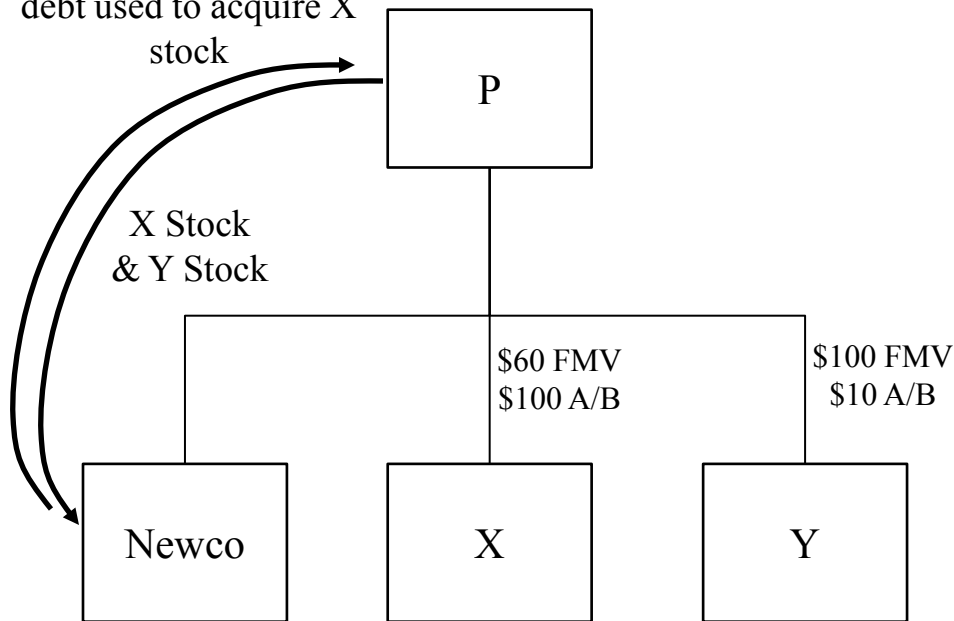 debt used to acquire X
stock
P
X Stock
& Y Stock
$60 FMV
$100 A/B
$100 FMV
$10 A/B
Newco
X
Y